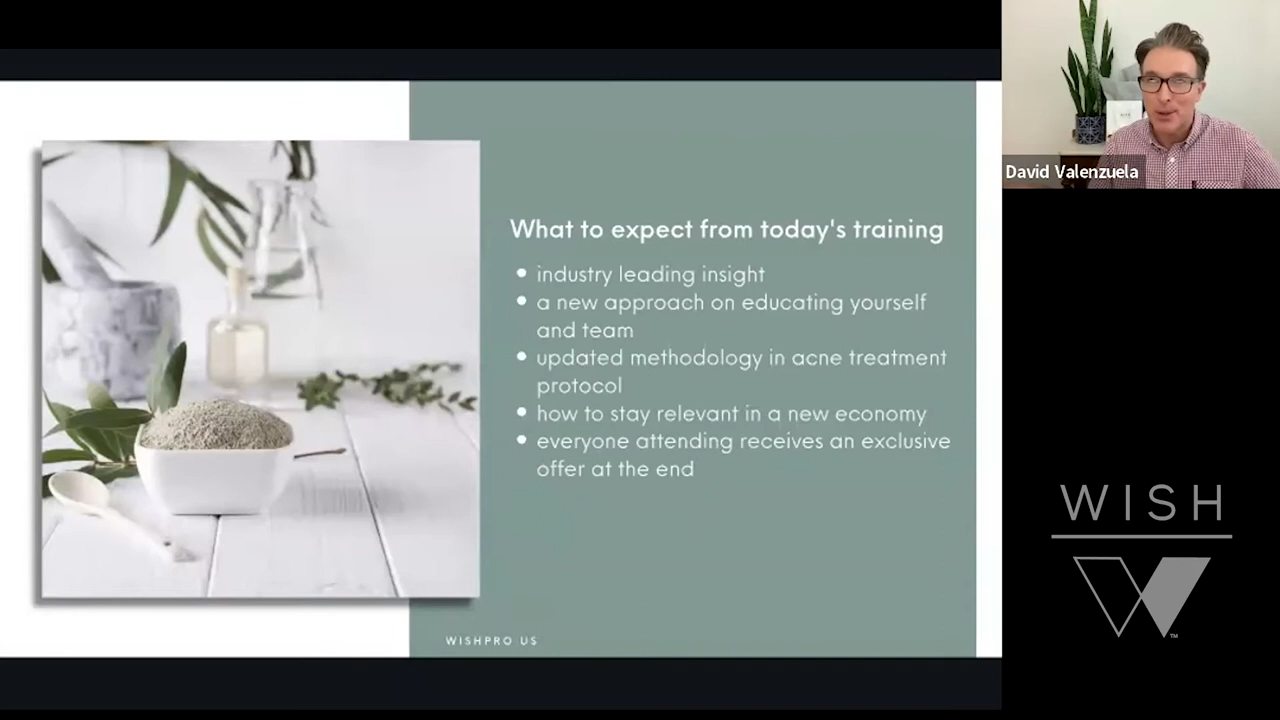 What to expect from today's training
industry leading insight
a new approach on educating yourself
and team
updated methodology in acne treatment
protocol
how to stay relevant in a new economy
everyone attending receives an exclusive
offer at the end
WISHPRO US
David Valenzuela
WISH
™